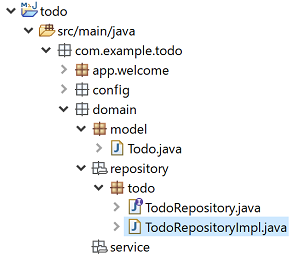 todo
src/main/java
com.example.todo
app.welcome
config
domain
model
Todo.java
repository
todo
TodoRepository.java
TodoRepositoryImpl.java
service